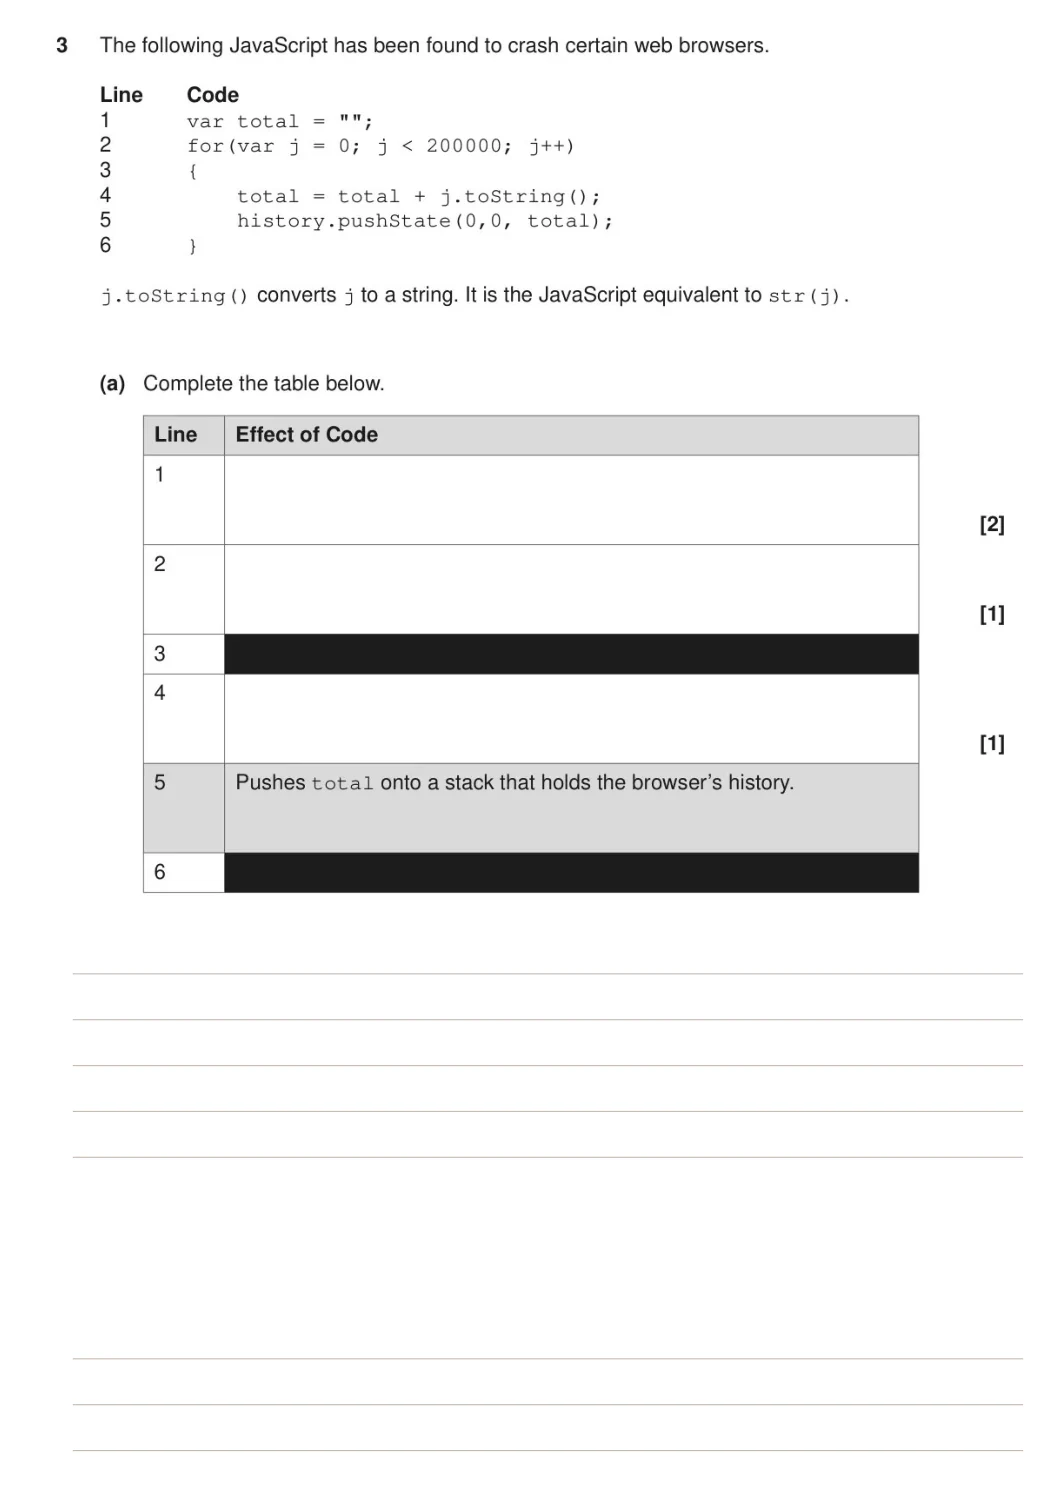 3 The following JavaScript has been found to crash certain web browsers.
Line Code
1 var total = "";
2 for(var j = 0; j < 200000; j++)
3 {
4 total = total + j.toString();
5 history.pushState(0,0, total);
6 }
j.toString() converts j to a string. It is the JavaScript equivalent to str(j).
(a) Complete the table below.
Line Effect of Code
1
[2]
2
[1]
3
4
[1]
5 Pushes total onto a stack that holds the browser's history.
6